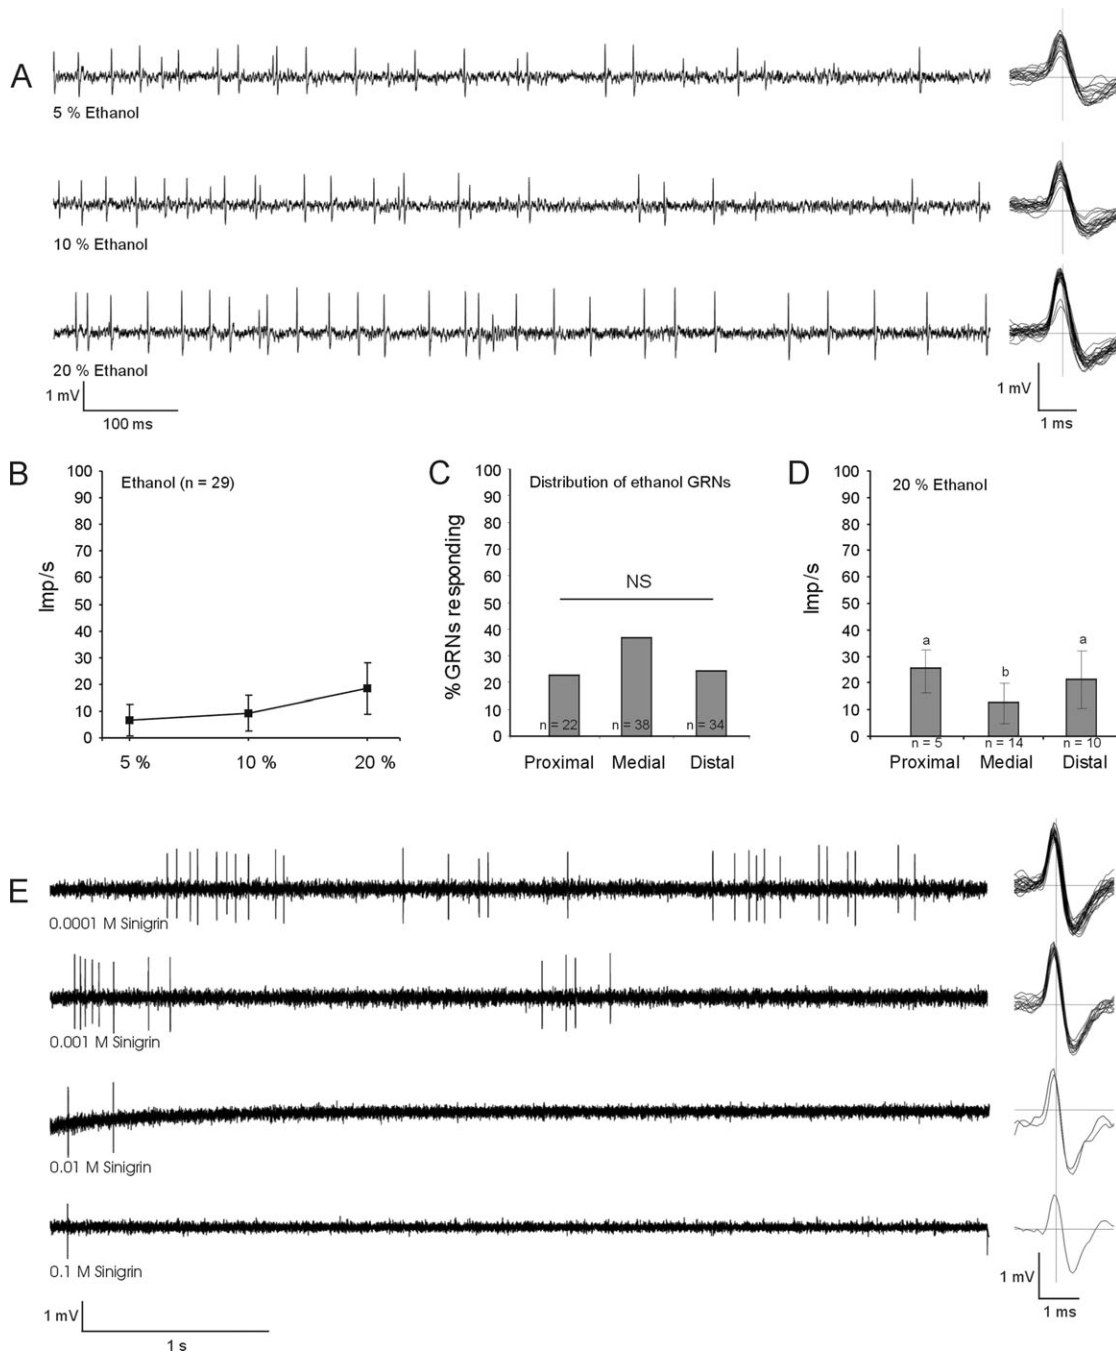 A
5 % Ethanol
10 % Ethanol
20 % Ethanol
1 mV
100 ms
1 mV
1 ms
B
Ethanol (n = 29)
Imp/s
100
90
80
70
60
50
40
30
20
10
0
5 %
10 %
20 %
C
Distribution of ethanol GRNs
%GRNs responding
100
90
80
70
60
50
40
30
20
10
0
NS
n = 22
n = 38
n = 34
Proximal
Medial
Distal
D
20 % Ethanol
Imp/s
100
90
80
70
60
50
40
30
20
10
0
a
b
a
n = 5
n = 14
n = 10
Proximal
Medial
Distal
E
0.0001 M Sinigrin
0.001 M Sinigrin
0.01 M Sinigrin
0.1 M Sinigrin
1 mV
1 s
1 mV
1 ms